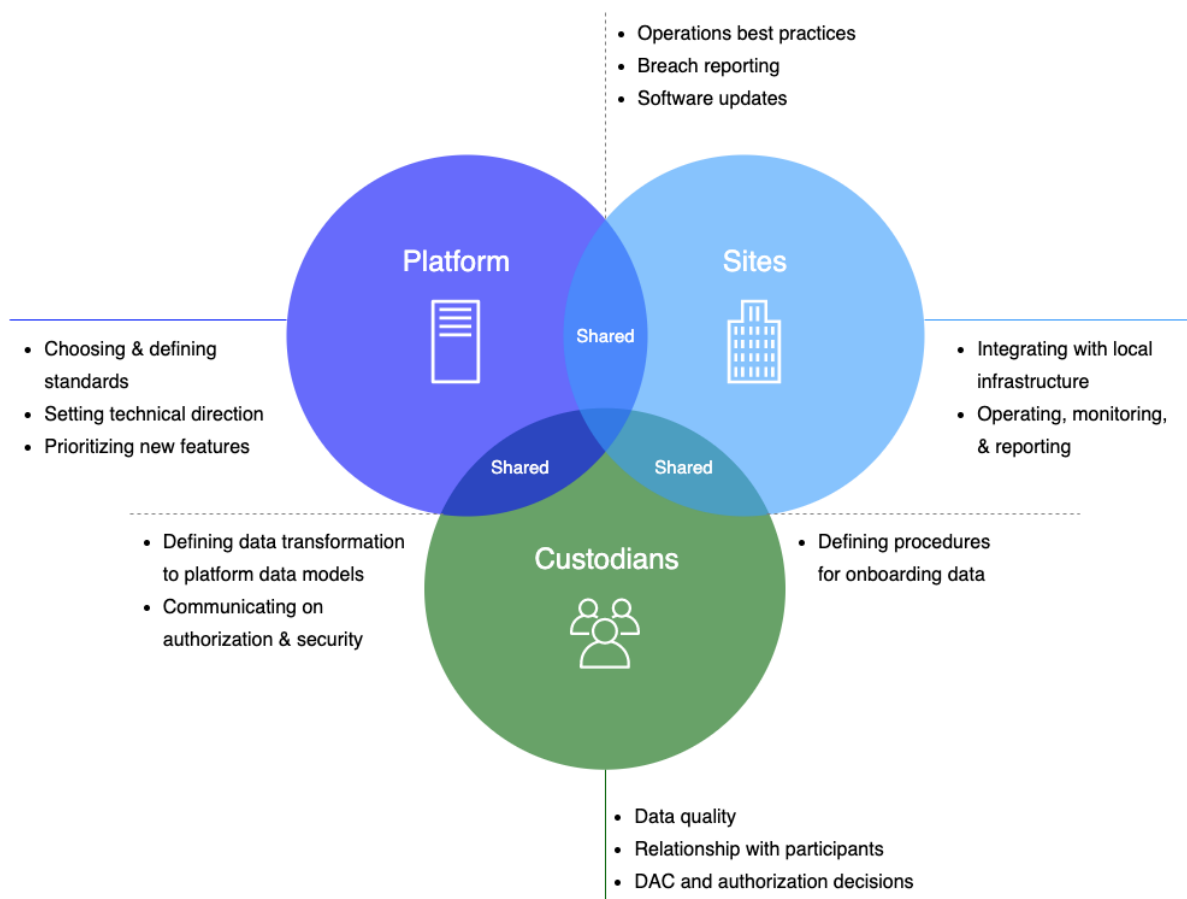 • Operations best practices
• Breach reporting
• Software updates
Platform
Sites
Shared
• Choosing & defining
standards
• Setting technical direction
• Prioritizing new features
• Integrating with local
infrastructure
• Operating, monitoring,
& reporting
Shared
Shared
• Defining data transformation
to platform data models
• Communicating on
authorization & security
Custodians
• Defining procedures
for onboarding data
• Data quality
• Relationship with participants
• DAC and authorization decisions